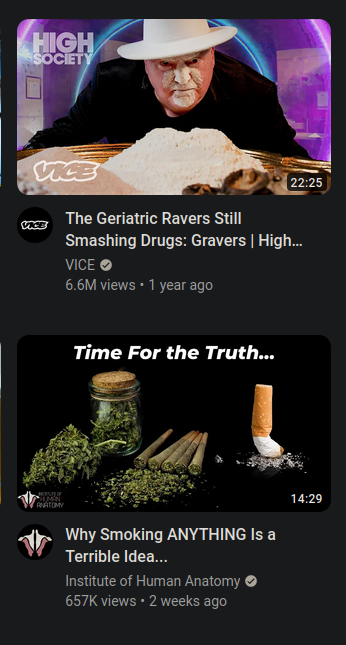 HIGH
SOCIETY
VICE
22:25
VICE
The Geriatric Ravers Still
Smashing Drugs: Gravers | High...
VICE
6.6M views • 1 year ago
Time For the Truth...
INSTITUTE OF
HUMAN
ANATOMY
14:29
Why Smoking ANYTHING Is a
Terrible Idea...
Institute of Human Anatomy
657K views • 2 weeks ago